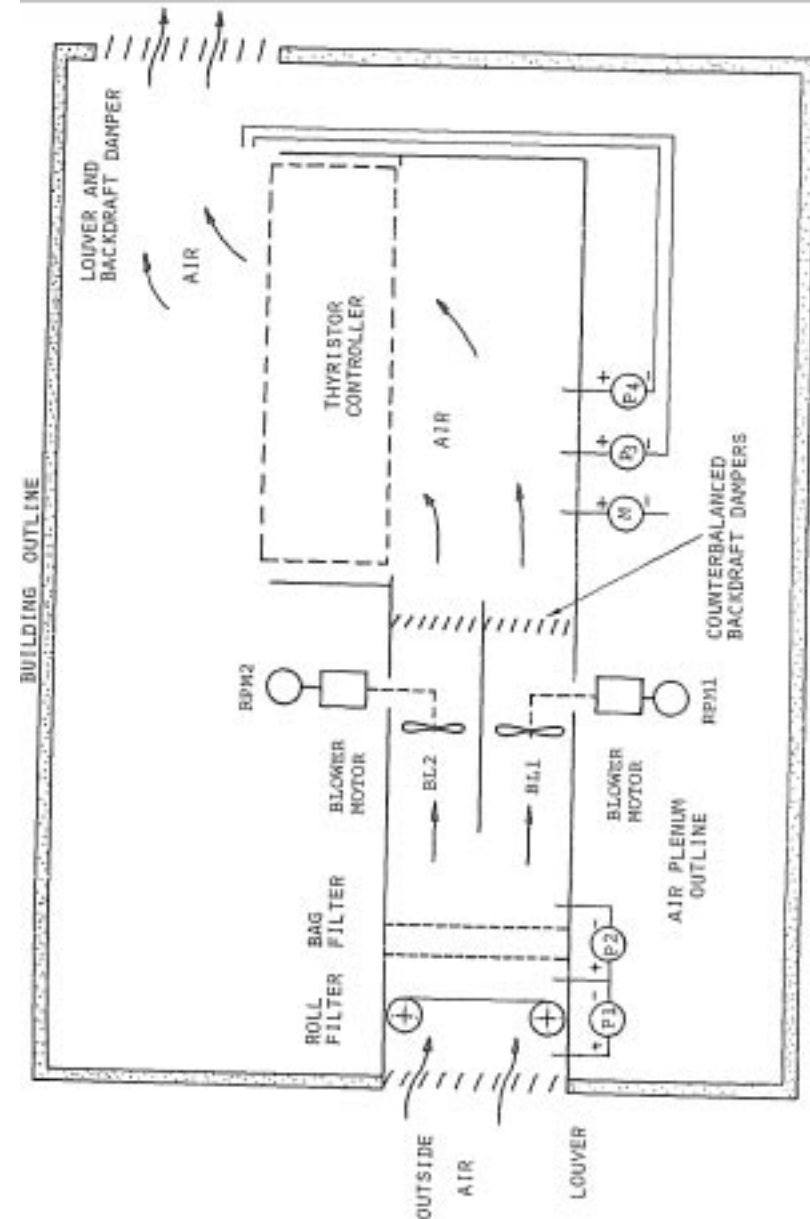 BUILDING OUTLINE
LOUVER AND
BACKDRAFT DAMPER
AIR
THYRISTOR
CONTROLLER
AIR
+ P4 -
+ P3 -
+ M -
COUNTERBALANCED
BACKDRAFT DAMPERS
RPM2
BLOWER
MOTOR
BL2
BL1
BLOWER
MOTOR
RPM1
AIR PLENUM
OUTLINE
BAG
FILTER
ROLL
FILTER
+ P2 -
+ P1 -
OUTSIDE
AIR
LOUVER